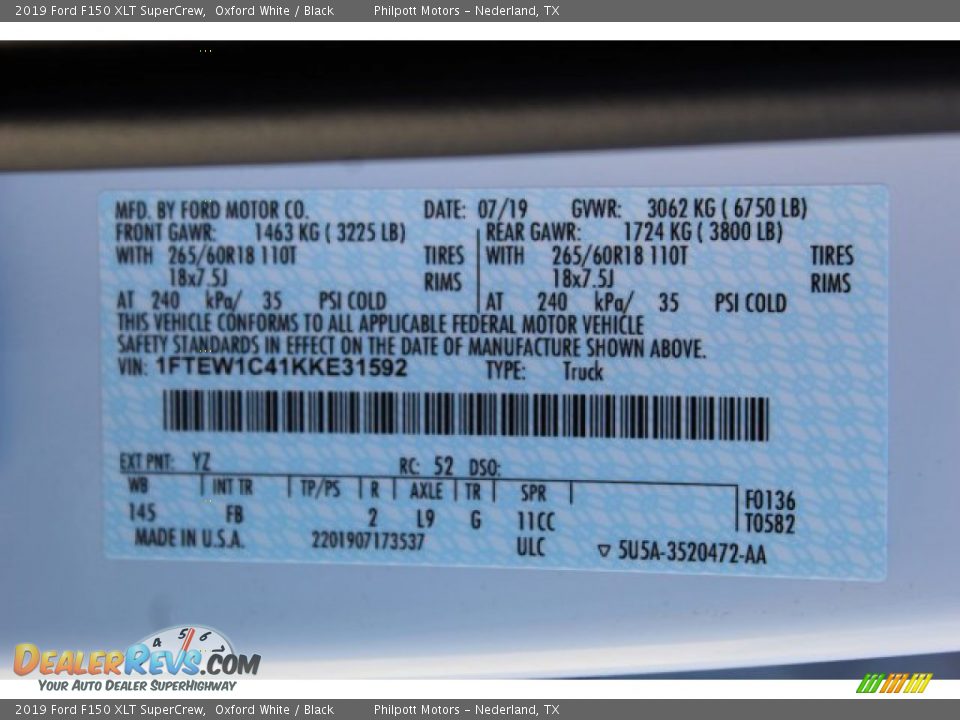 2019 Ford F150 XLT SuperCrew, Oxford White / Black Philpott Motors – Nederland, TX
MFD. BY FORD MOTOR CO. DATE: 07/19 GVWR: 3062 KG ( 6750 LB)
FRONT GAWR: 1463 KG ( 3225 LB) REAR GAWR: 1724 KG ( 3800 LB)
WITH 265/60R18 110T TIRES WITH 265/60R18 110T TIRES
18x7.5J RIMS 18x7.5J RIMS
AT 240 kPa/ 35 PSI COLD AT 240 kPa/ 35 PSI COLD
THIS VEHICLE CONFORMS TO ALL APPLICABLE FEDERAL MOTOR VEHICLE
SAFETY STANDARDS IN EFFECT ON THE DATE OF MANUFACTURE SHOWN ABOVE.
VIN: 1FTEW1C41KKE31592 TYPE: Truck
EXT PNT: YZ RC: 52 DSO:
WB INT TR TP/PS R AXLE TR SPR F0136
145 FB 2 L9 G 11CC T0582
MADE IN U.S.A. 2201907173537 ULC ▽ 5U5A-3520472-AA
4 5 6
DEALERREVS.COM
YOUR AUTO DEALER SUPERHIGHWAY
2019 Ford F150 XLT SuperCrew, Oxford White / Black Philpott Motors – Nederland, TX